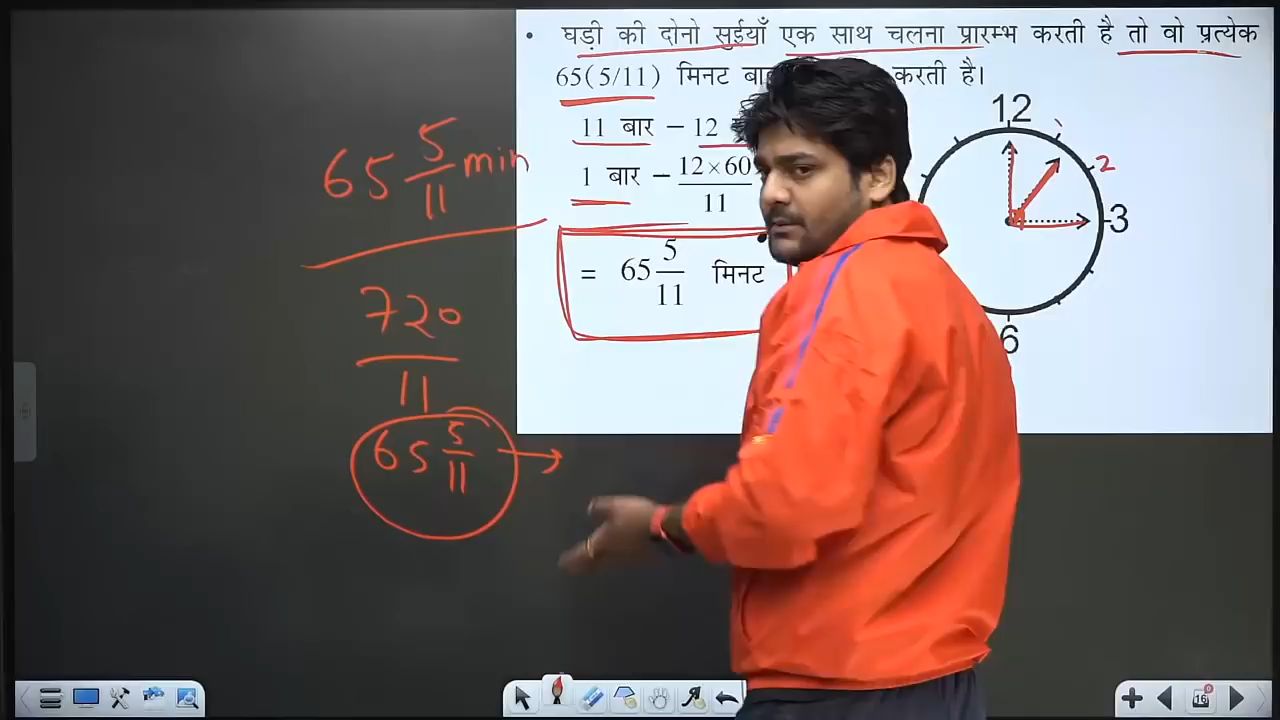 • घड़ी की दोनो सुईयाँ एक साथ चलना प्रारम्भ करती है तो वो प्रत्येक
65(5/11) मिनट करती है।
11 बार – 12
1 बार – 12×60/11
= 65 5/11 मिनट
12
2
3
6
65 5/11 min
720/11
65 5/11 →
16